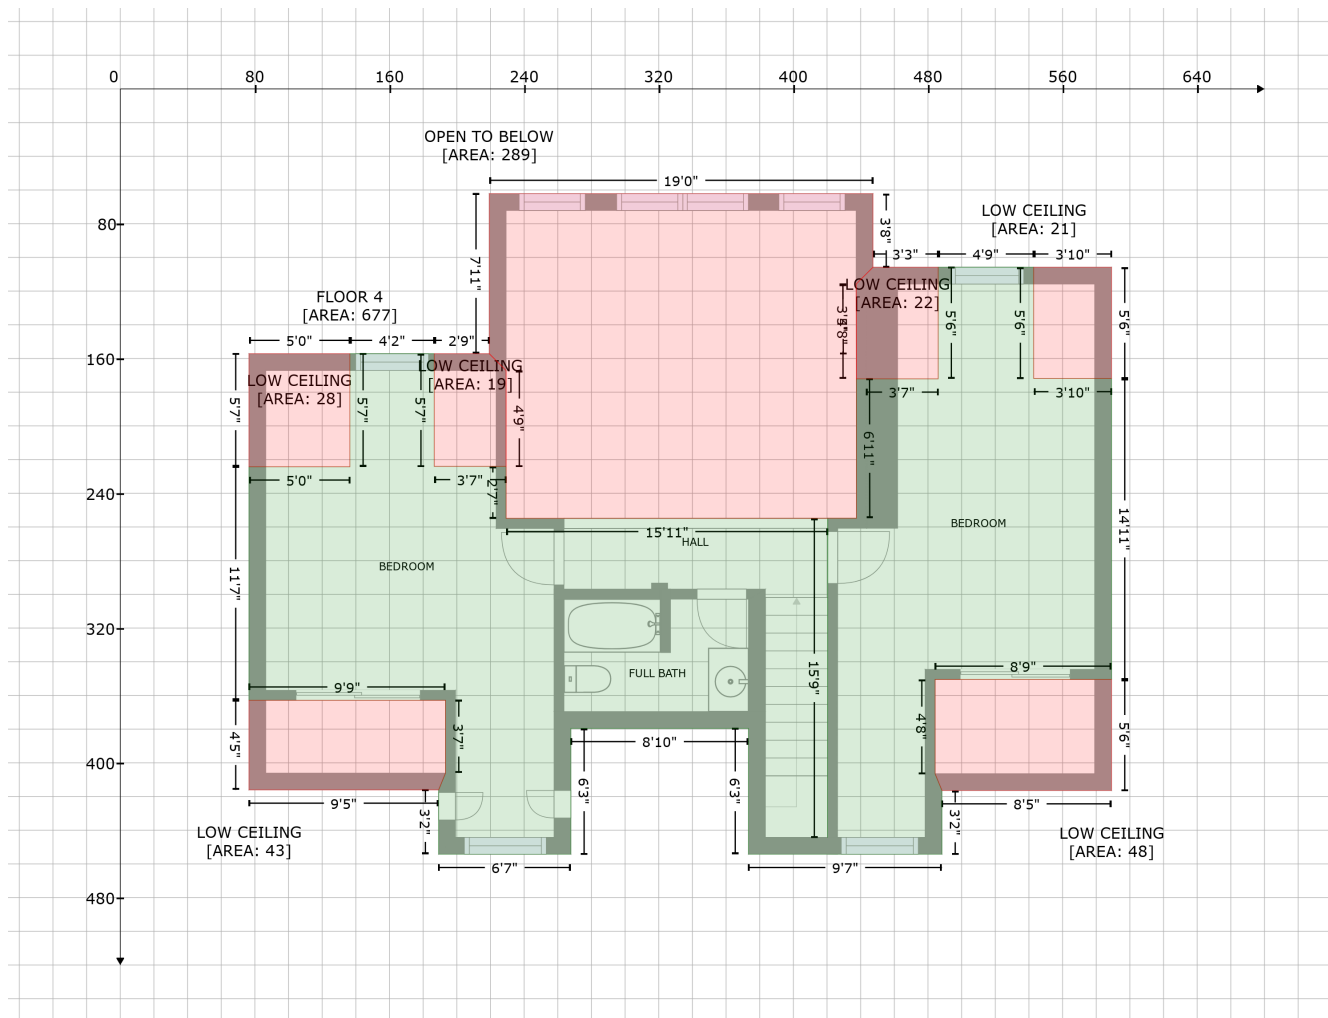 0 80 160 240 320 400 480 560 640
OPEN TO BELOW
[AREA: 289]
19'0"
LOW CEILING
[AREA: 21]
80
3'8"
3'3" 4'9" 3'10"
7'11"
LOW CEILING
[AREA: 22]
FLOOR 4
[AREA: 677]
5'6" 5'6" 5'6"
5'0" 4'2" 2'9"
160
LOW CEILING
[AREA: 19]
LOW CEILING
[AREA: 28]
3'7" 3'10"
5'7" 5'7" 5'7" 4'9"
6'11"
5'0" 3'7"
2'7"
240
14'11"
BEDROOM
15'11"
HALL
BEDROOM
11'7"
320
8'9"
FULL BATH
15'9"
9'9"
3'7" 4'8" 5'6"
4'5"
8'10"
400
6'3" 6'3"
9'5" 8'5"
3'2" 3'2"
LOW CEILING
[AREA: 43]
LOW CEILING
[AREA: 48]
6'7" 9'7"
480